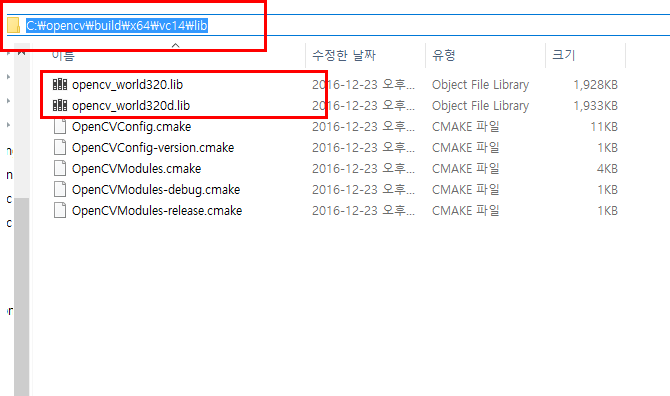 C:₩opencv₩build₩x64₩vc14₩lib
이름 수정한 날짜 유형 크기
opencv_world320.lib 2016-12-23 오후... Object File Library 1,928KB
opencv_world320d.lib 2016-12-23 오후... Object File Library 1,933KB
OpenCVConfig.cmake 2016-12-23 오후... CMAKE 파일 11KB
OpenCVConfig-version.cmake 2016-12-23 오후... CMAKE 파일 1KB
OpenCVModules.cmake 2016-12-23 오후... CMAKE 파일 4KB
OpenCVModules-debug.cmake 2016-12-23 오후... CMAKE 파일 1KB
OpenCVModules-release.cmake 2016-12-23 오후... CMAKE 파일 1KB